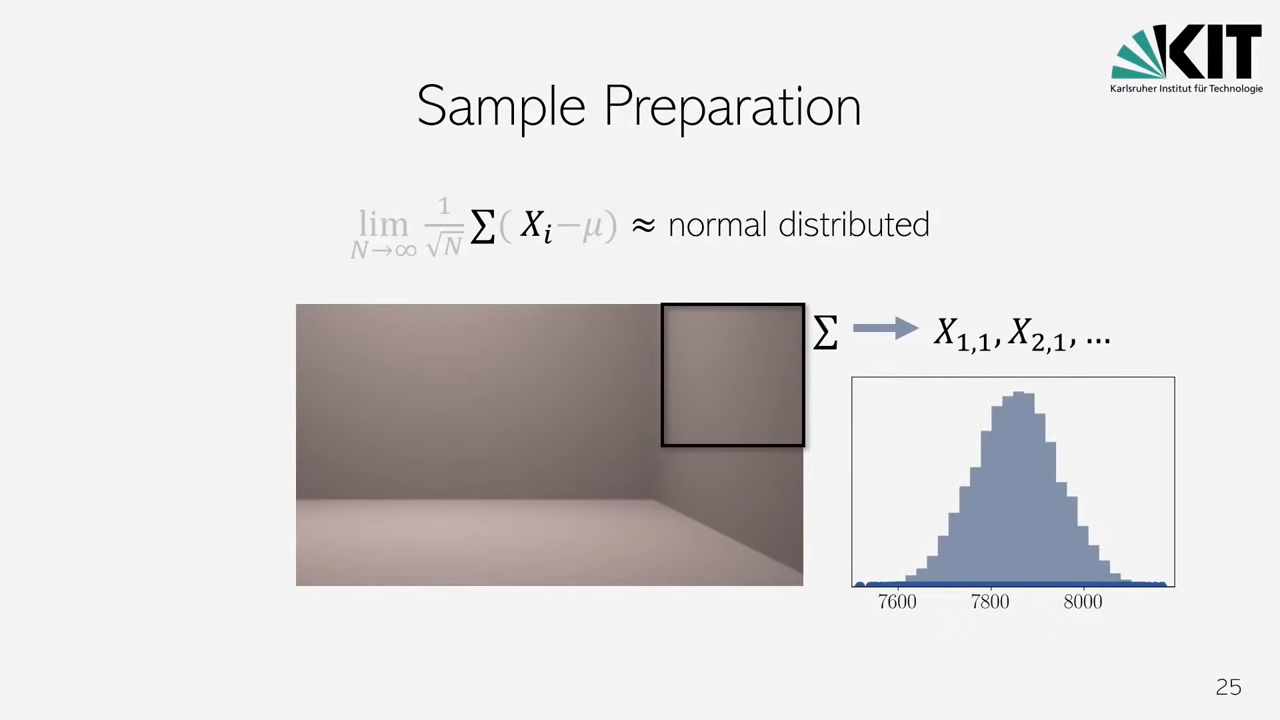 KIT
Karlsruher Institut für Technologie
Sample Preparation
lim N→∞ 1/√N ∑( X_i −μ) ≈ normal distributed
∑ X_{1,1}, X_{2,1}, ...
7600 7800 8000
25